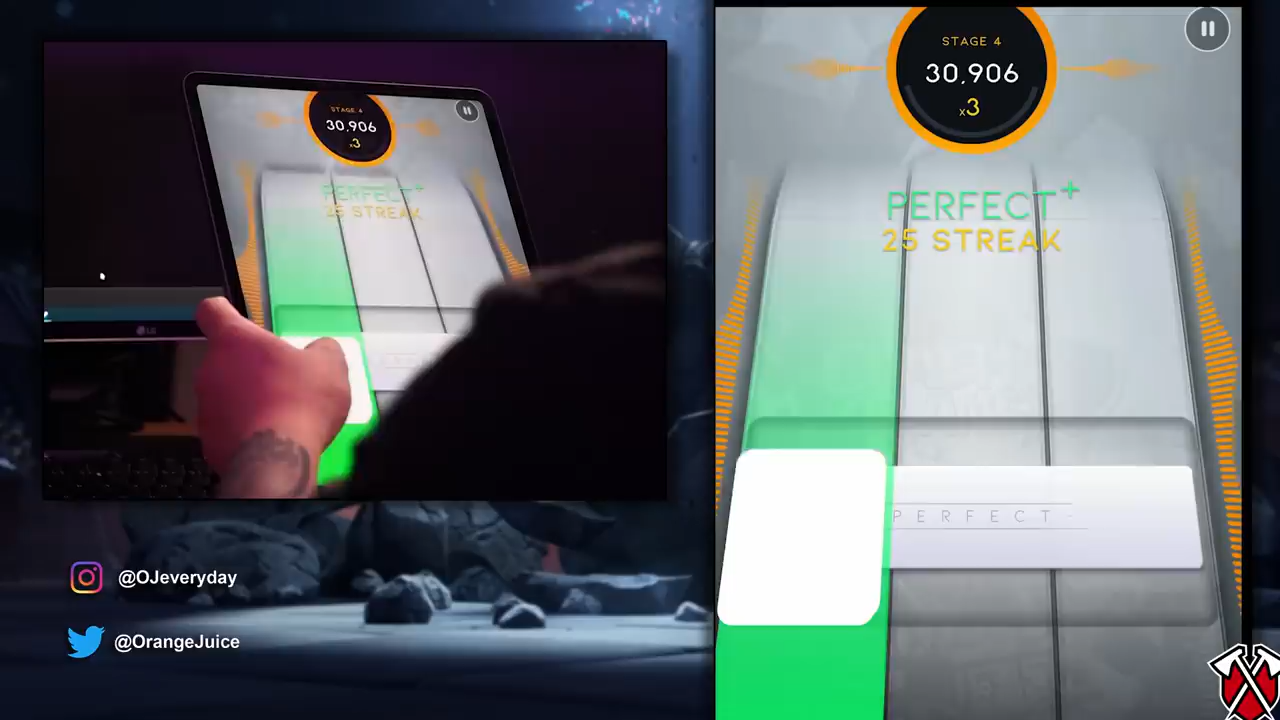 STAGE 4
30,906
x3
PERFECT+
25 STREAK
LG
STAGE 4
30,906
x3
PERFECT+
25 STREAK
PERFECT
@OJeveryday
@OrangeJuice